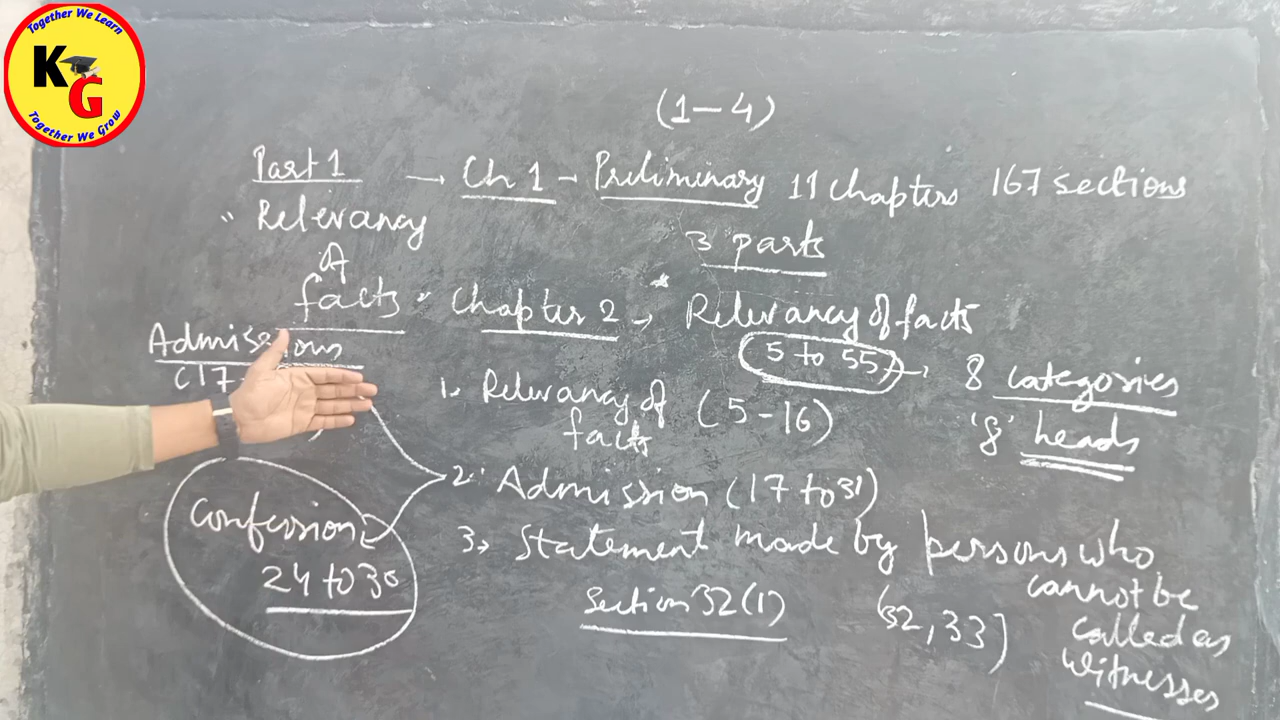 Together We Learn
KG
Together We Grow
(1-4)
Part 1 → Ch 1 - Preliminary 11 chapters 167 sections
" Relevancy
of
facts "
3 parts
Chapter 2 → Relevancy of facts
5 to 55 → 8 categories
'8' heads
Admissions
(17-
1. Relevancy of
facts (5-16)
2. Admission (17 to 31)
Confession
24 to 30
3. Statement made by persons who
cannot be
called as
witnesses
Section 32(1)
(32, 33)